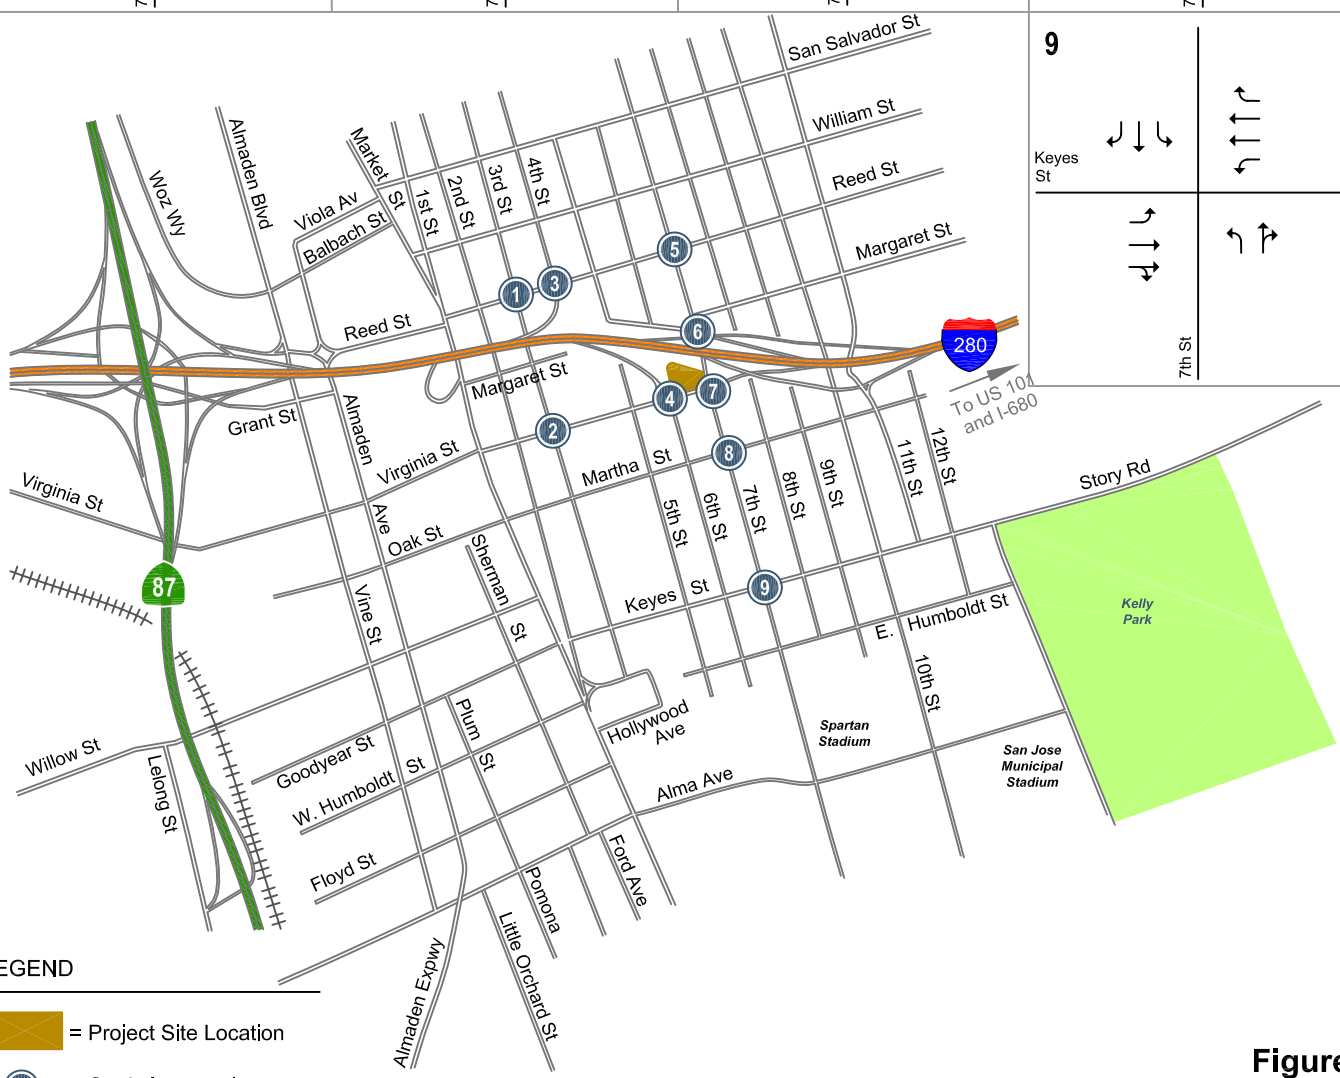 San Salvador St
William St
Reed St
Margaret St
Almaden Blvd
Woz Wy
Market
St
1st St
2nd St
3rd St
4th St
Viola Av
Balbach St
Reed St
Margaret St
Grant St
Almaden
Ave
Virginia St
Virginia St
Martha St
Oak St
Sherman
St
Vine St
Keyes St
5th St
6th St
7th St
8th St
9th St
11th St
12th St
10th St
E. Humboldt St
Story Rd
To US 101
and I-680
280
87
1
2
3
4
5
6
7
8
9
Kelly
Park
Spartan
Stadium
San Jose
Municipal
Stadium
Hollywood
Ave
Alma Ave
Willow St
Lelong St
Goodyear St
W. Humboldt St
Floyd St
Plum
St
Pomona
Ford Ave
Little Orchard St
Almaden Expwy
9
Keyes
St
7th St
EGEND
= Project Site Location
Figure